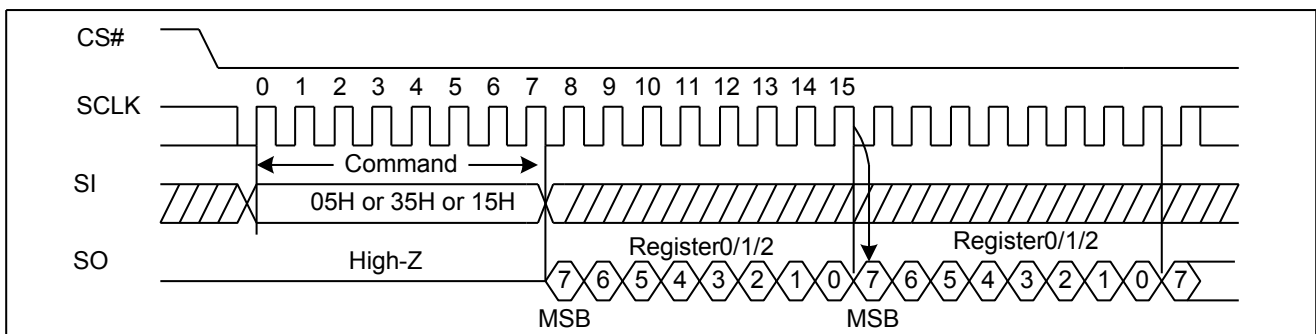 CS#
0 1 2 3 4 5 6 7 8 9 10 11 12 13 14 15
SCLK
Command
SI
05H or 35H or 15H
Register0/1/2 Register0/1/2
SO High-Z
7 6 5 4 3 2 1 0 7 6 5 4 3 2 1 0 7
MSB MSB